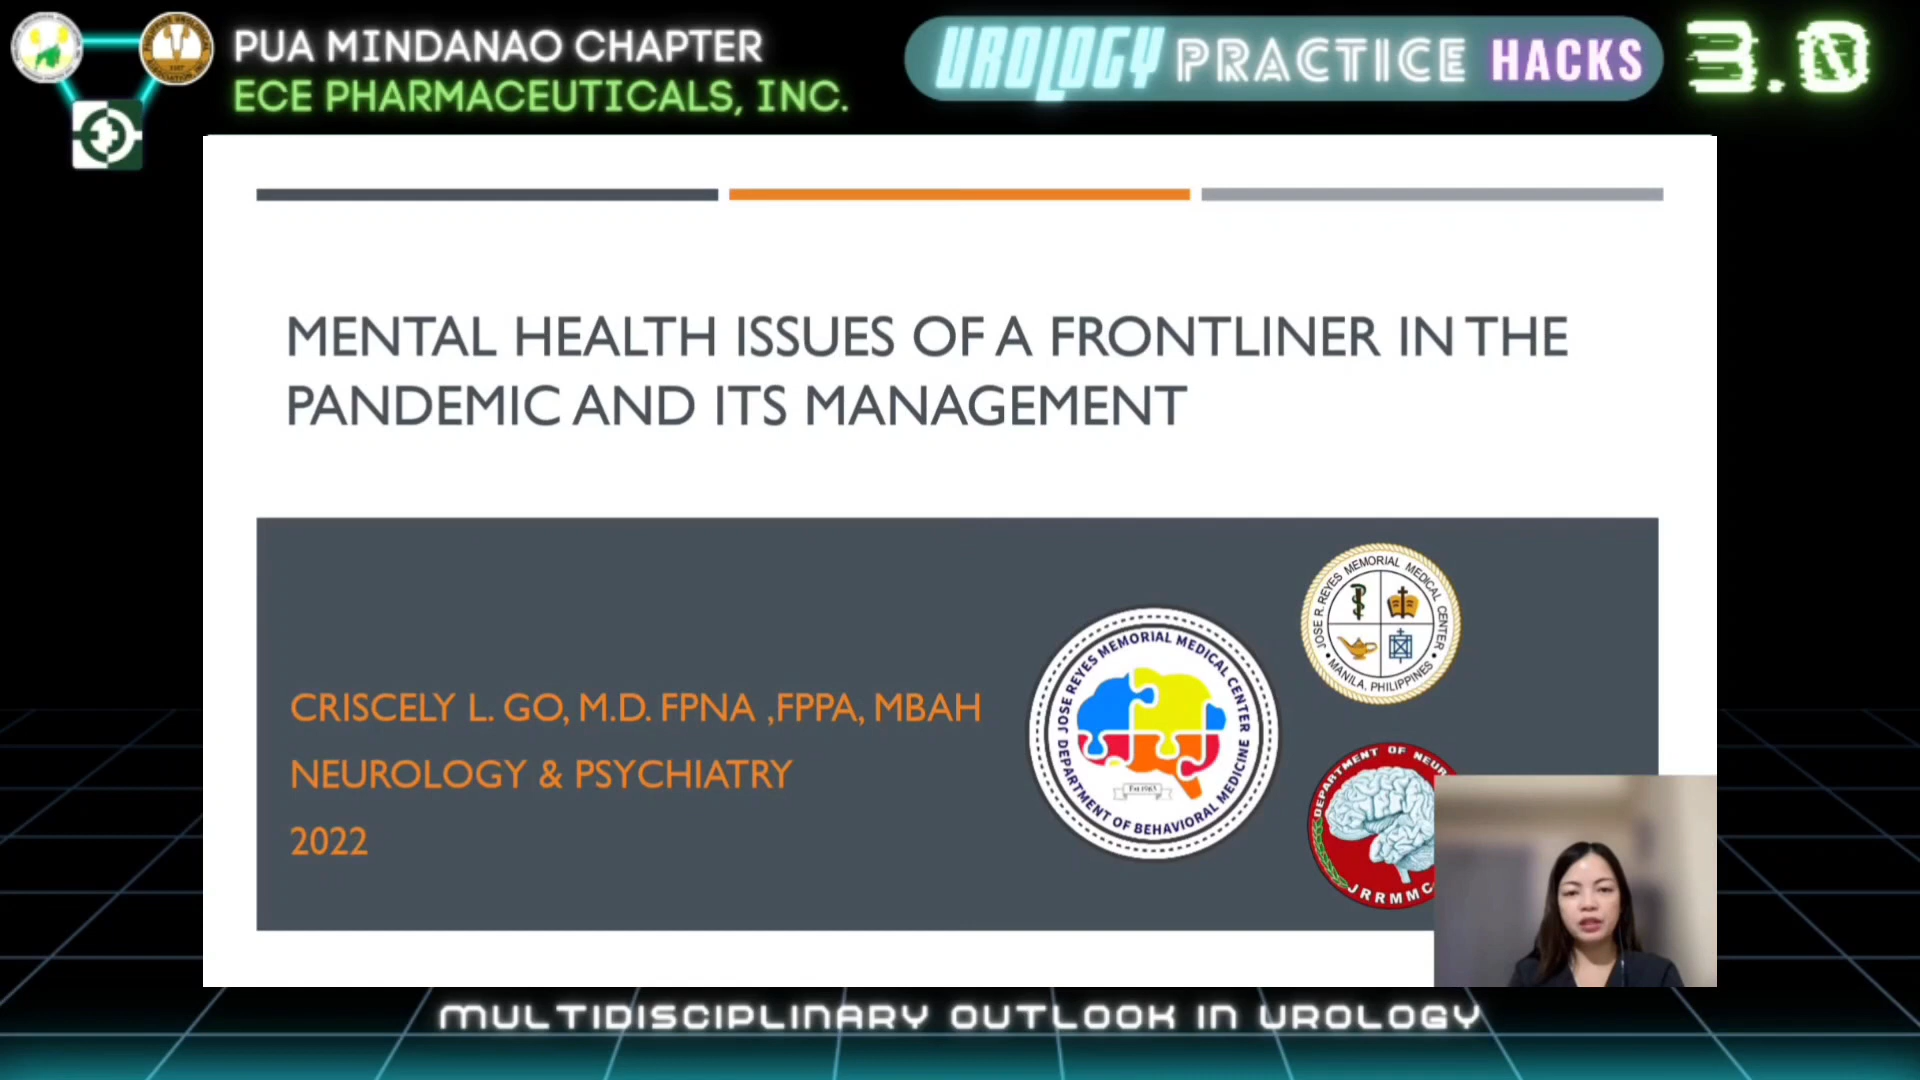 PUA MINDANAO CHAPTER
ECE PHARMACEUTICALS, INC.
UROLOGY PRACTICE HACKS 3.0
MENTAL HEALTH ISSUES OF A FRONTLINER IN THE
PANDEMIC AND ITS MANAGEMENT
CRISCELY L. GO, M.D. FPNA ,FPPA, MBAH
NEUROLOGY & PSYCHIATRY
2022
JOSE REYES MEMORIAL MEDICAL CENTER
DEPARTMENT OF BEHAVIORAL MEDICINE
JOSE R. REYES MEMORIAL MEDICAL CENTER
MANILA, PHILIPPINES
DEPARTMENT OF NEUR
JRRMMC
MULTIDISCIPLINARY OUTLOOK IN UROLOGY